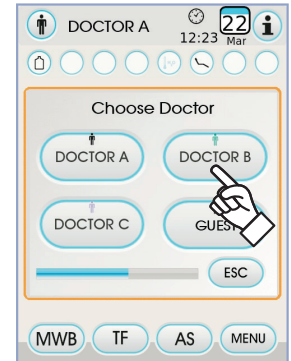 DOCTOR A 12:23 22 Mar i
Choose Doctor
DOCTOR A DOCTOR B
DOCTOR C GUEST
ESC
MWB TF AS MENU